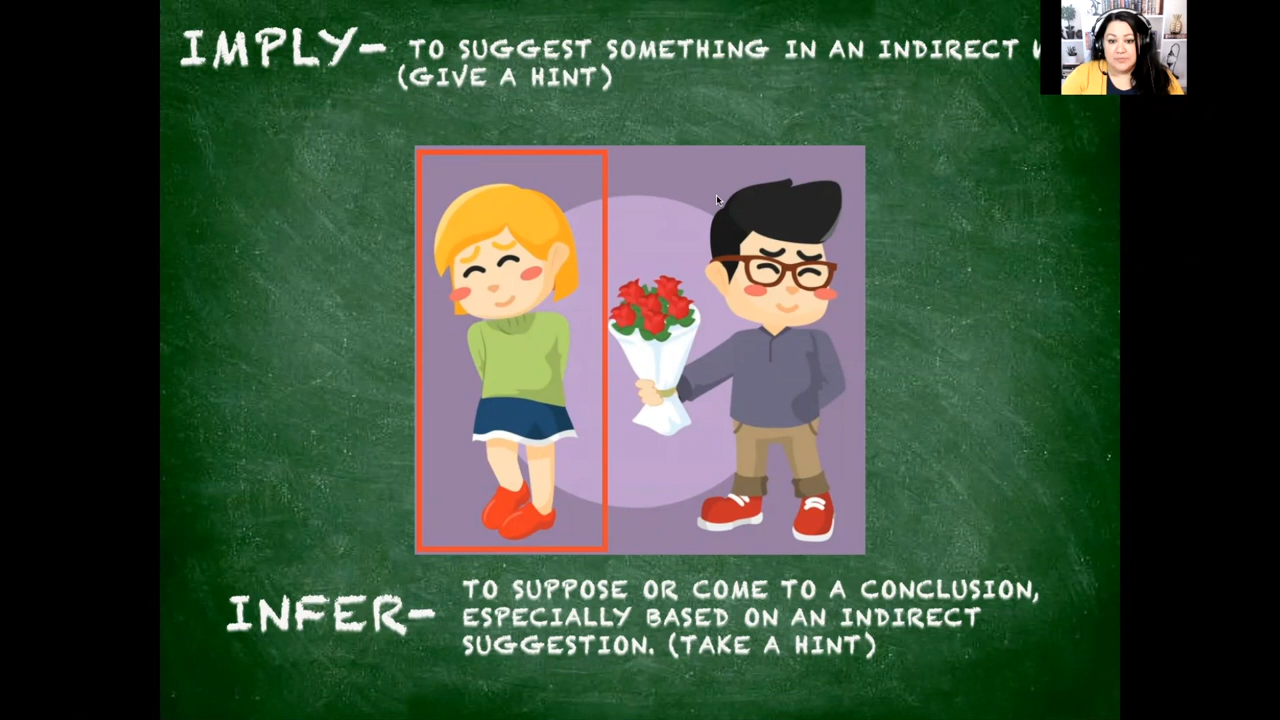 IMPLY- TO SUGGEST SOMETHING IN AN INDIRECT
(GIVE A HINT)
INFER- TO SUPPOSE OR COME TO A CONCLUSION,
ESPECIALLY BASED ON AN INDIRECT
SUGGESTION. (TAKE A HINT)